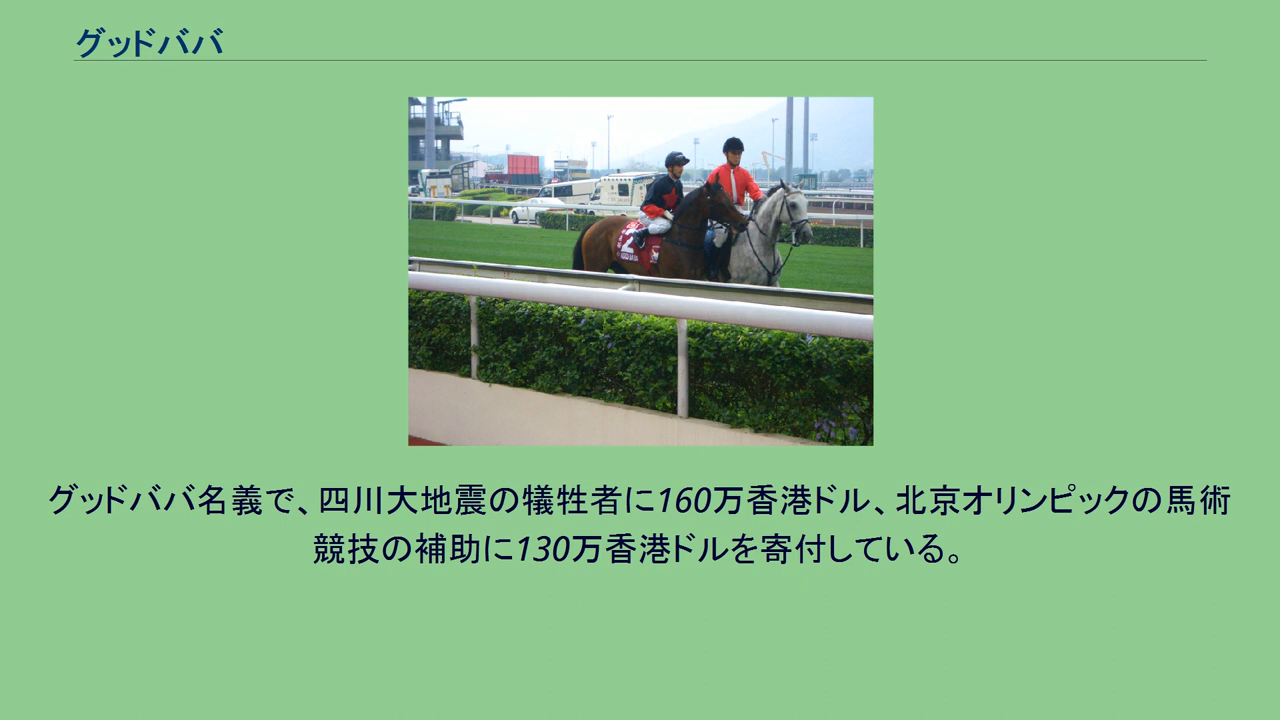 グッドババ
2
グッドババ名義で、四川大地震の犠牲者に160万香港ドル、北京オリンピックの馬術
競技の補助に130万香港ドルを寄付している。